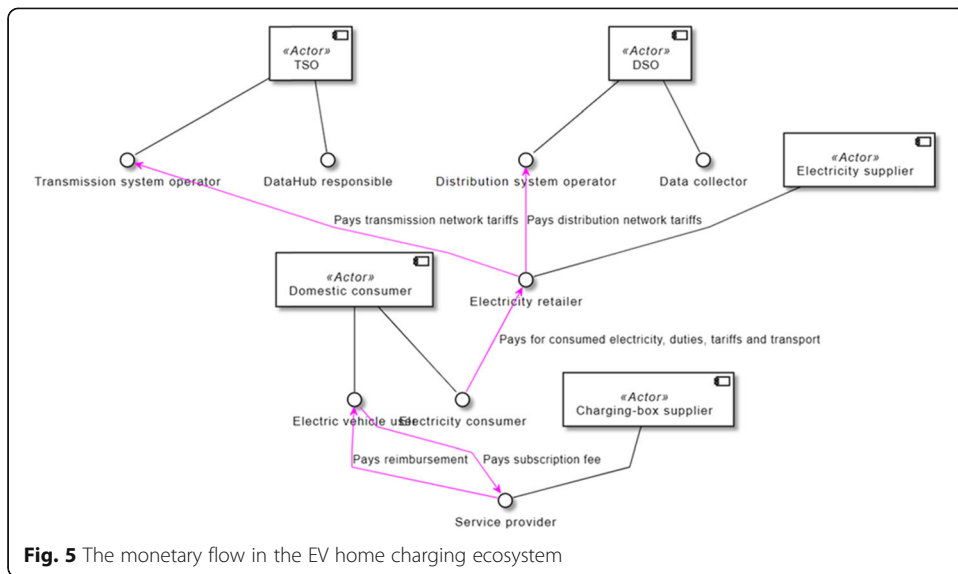 «Actor»
TSO
«Actor»
DSO
«Actor»
Electricity supplier
Transmission system operator
DataHub responsible
Distribution system operator
Data collector
Pays transmission network tariffs
Pays distribution network tariffs
«Actor»
Domestic consumer
Electricity retailer
Pays for consumed electricity, duties, tariffs and transport
«Actor»
Charging-box supplier
Electric vehicle user
Electricity consumer
Pays reimbursement
Pays subscription fee
Service provider
Fig. 5 The monetary flow in the EV home charging ecosystem